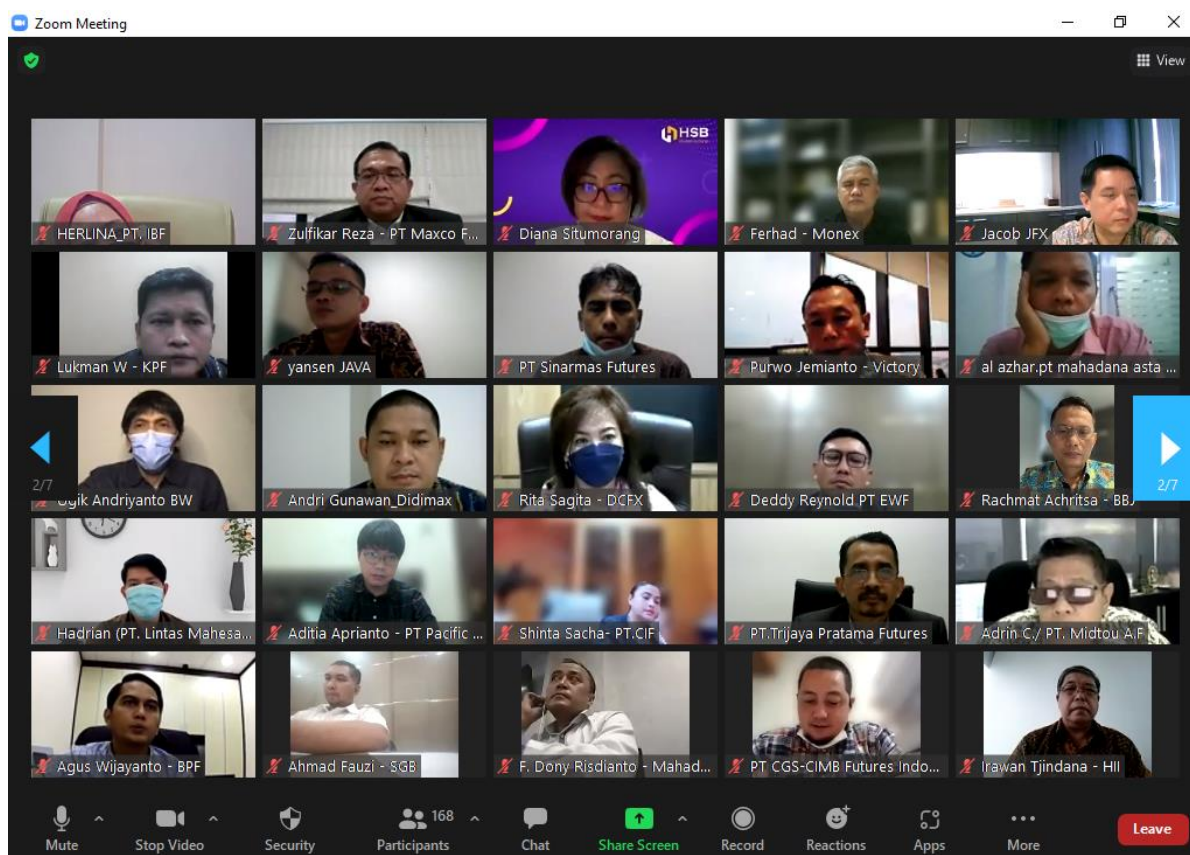 Zoom Meeting
View
HSB
HERLINA_PT. IBF
Zulfikar Reza - PT Maxco F...
Diana Situmorang
Ferhad - Monex
Jacob JFX
Lukman W - KPF
yansen JAVA
PT Sinarmas Futures
Purwo Jemianto - Victory
al azhar.pt mahadana asta ...
2/7
Andriyanto BW
Andri Gunawan_Didimax
Rita Sagita - DCFX
Deddy Reynold PT EWF
Rachmat Achritsa - BBJ
2/7
Hadrian (PT. Lintas Mahesa...
Aditia Aprianto - PT Pacific ...
Shinta Sacha- PT.CIF
PT.Trijaya Pratama Futures
Adrin C./ PT. Midtou A.F
Agus Wijayanto - BPF
Ahmad Fauzi - SGB
F. Dony Risdianto - Mahad...
PT CGS-CIMB Futures Indo...
Irawan Tjindana - HII
168
Mute
Stop Video
Security
Participants
Chat
Share Screen
Record
Reactions
Apps
More
Leave